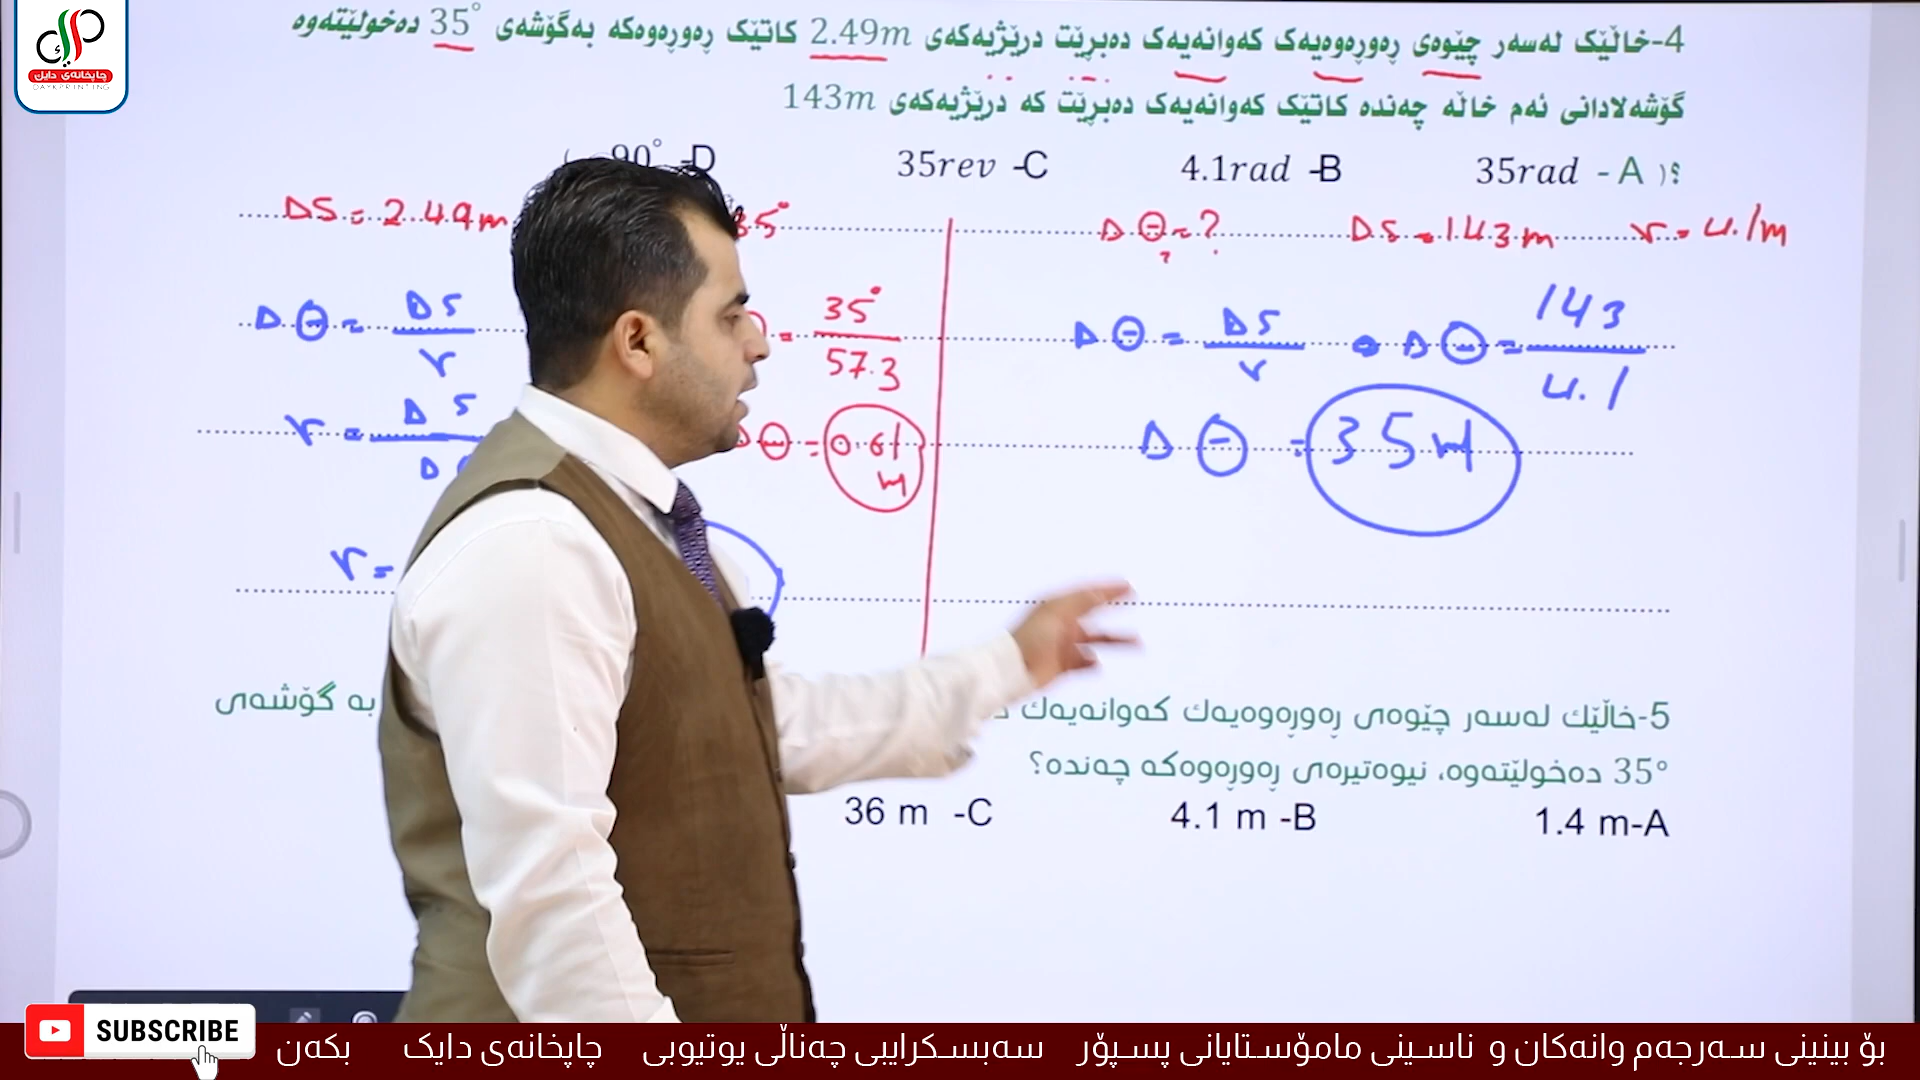 چاپخانەی دایک
DAYK PRINTING
4-خاڵێک لەسەر چێوەی ڕەوڕەوەیەک کەوانەیەک دەبڕێت درێژیەکەی 2.49m کاتێک ڕەوڕەوەکە بەگۆشەی 35° دەخولێتەوە
گۆشەلادانی ئەم خاڵە چەندە کاتێک کەوانەیەک دەبڕێت کە درێژیەکەی 143m
؟( A - 35rad B- 4.1rad C- 35rev D- 90°
Δs = 2.49m 35°
Δθ = ? Δs = 143m r = 4.1m
Δθ = Δs/r
θ = 35°/57.3
Δθ = Δs/r Δθ = 143/4.1
r = Δs/Δ
Δθ = 0.61
Δθ = 35
r =
5-خاڵێك لەسەر چێوەی ڕەوڕەوەیەك کەوانەیەك بە گۆشەی
35° دەخولێتەوە، نیوەتیرەی ڕەوڕەوەکە چەندە؟
1.4 m-A 4.1 m -B 36 m -C
SUBSCRIBE
بۆ بینینی سەرجەم وانەکان و ناسینی مامۆستایانی پسپۆر سەبسکرایبی چەناڵی یوتیوبی چاپخانەی دایک بکەن